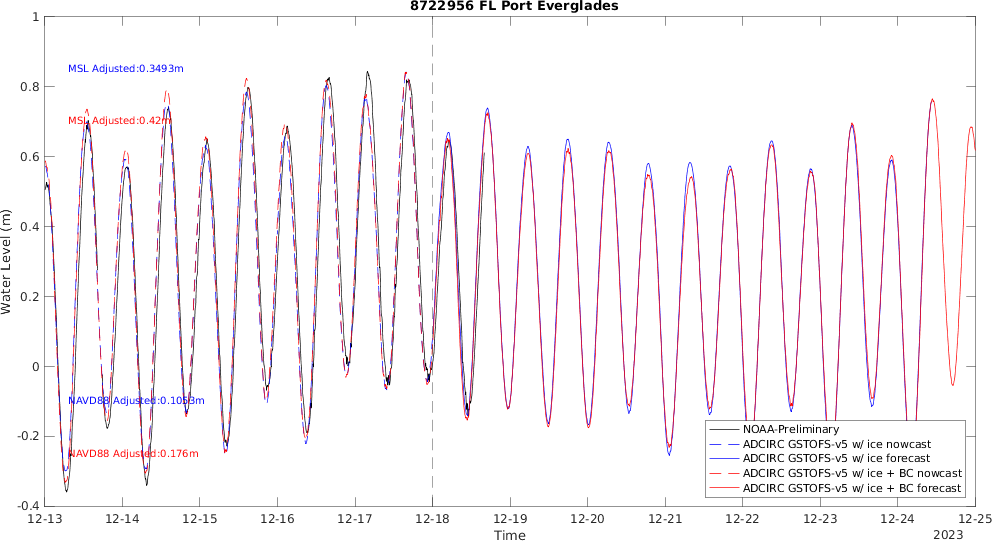 8722956 FL Port Everglades
1
0.8
0.6
0.4
0.2
0
-0.2
-0.4
Water Level (m)
MSL Adjusted:0.3493m
MSL Adjusted:0.42m
NAVD88 Adjusted:0.1053m
NAVD88 Adjusted:0.176m
NOAA-Preliminary
ADCIRC GSTOFS-v5 w/ ice nowcast
ADCIRC GSTOFS-v5 w/ ice forecast
ADCIRC GSTOFS-v5 w/ ice + BC nowcast
ADCIRC GSTOFS-v5 w/ ice + BC forecast
12-13 12-14 12-15 12-16 12-17 12-18 12-19 12-20 12-21 12-22 12-23 12-24 12-25
Time
2023